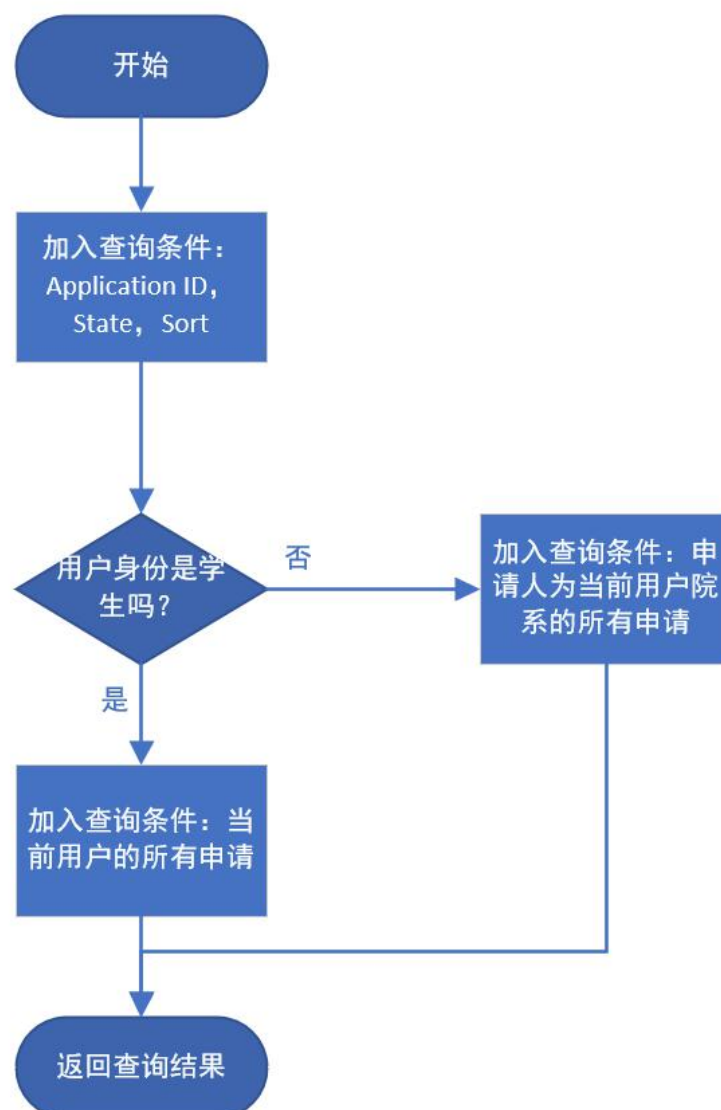 开始
加入查询条件：
Application ID，
State，Sort
用户身份是学
生吗？
否
加入查询条件：申
请人为当前用户院
系的所有申请
是
加入查询条件：当
前用户的所有申请
返回查询结果